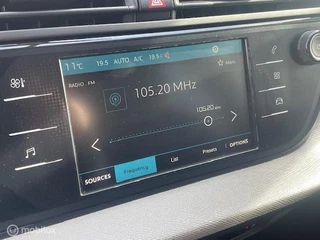 11°C 19.5 AUTO A/C 19.5
RADIO FM
105.20 MHz
105.20 MHz
SOURCES Frequency List Presets OPTIONS
mobielnu